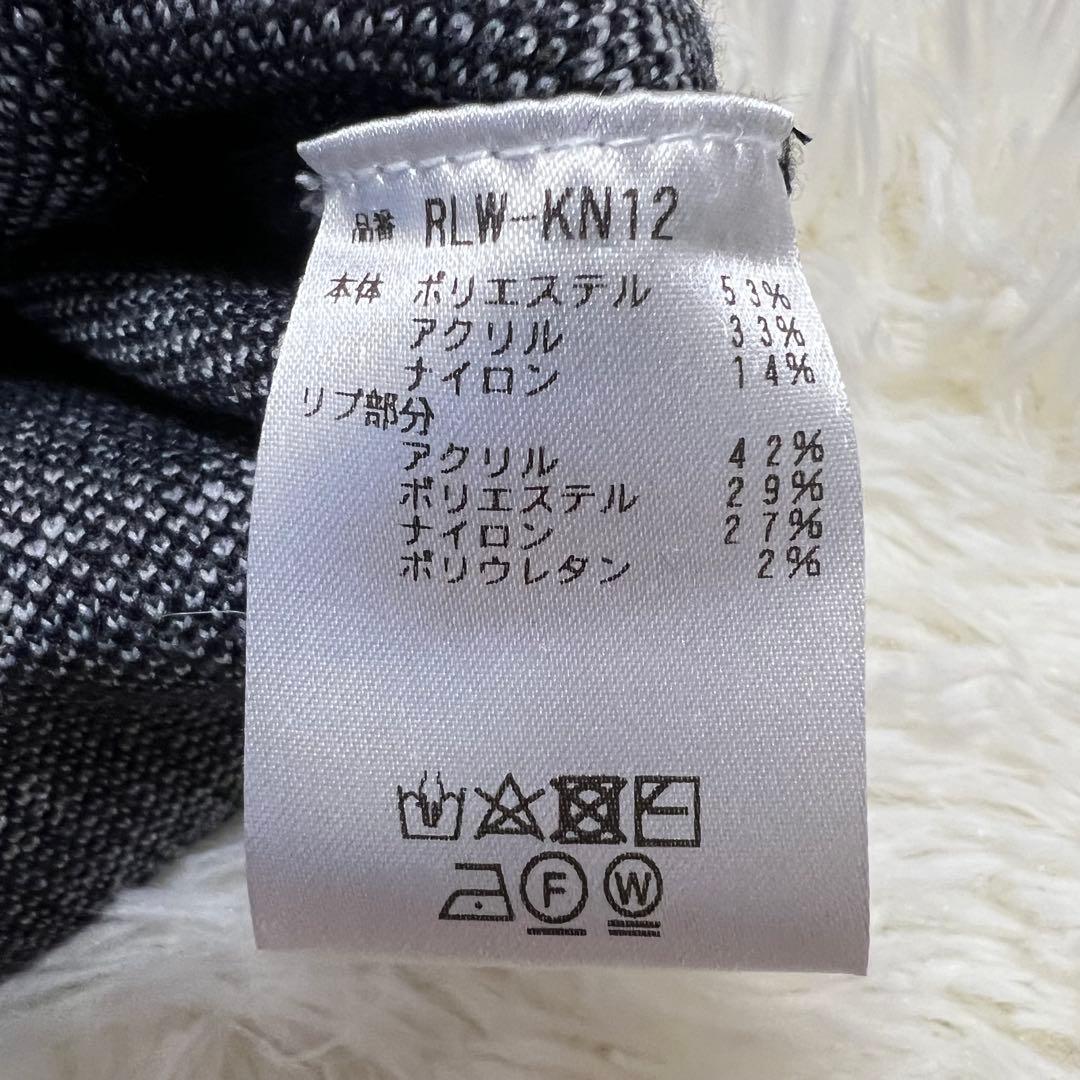 品番 RLW-KN12
本体 ポリエステル 53%
アクリル 33%
ナイロン 14%
リブ部分
アクリル 42%
ポリエステル 29%
ナイロン 27%
ポリウレタン 2%
F W